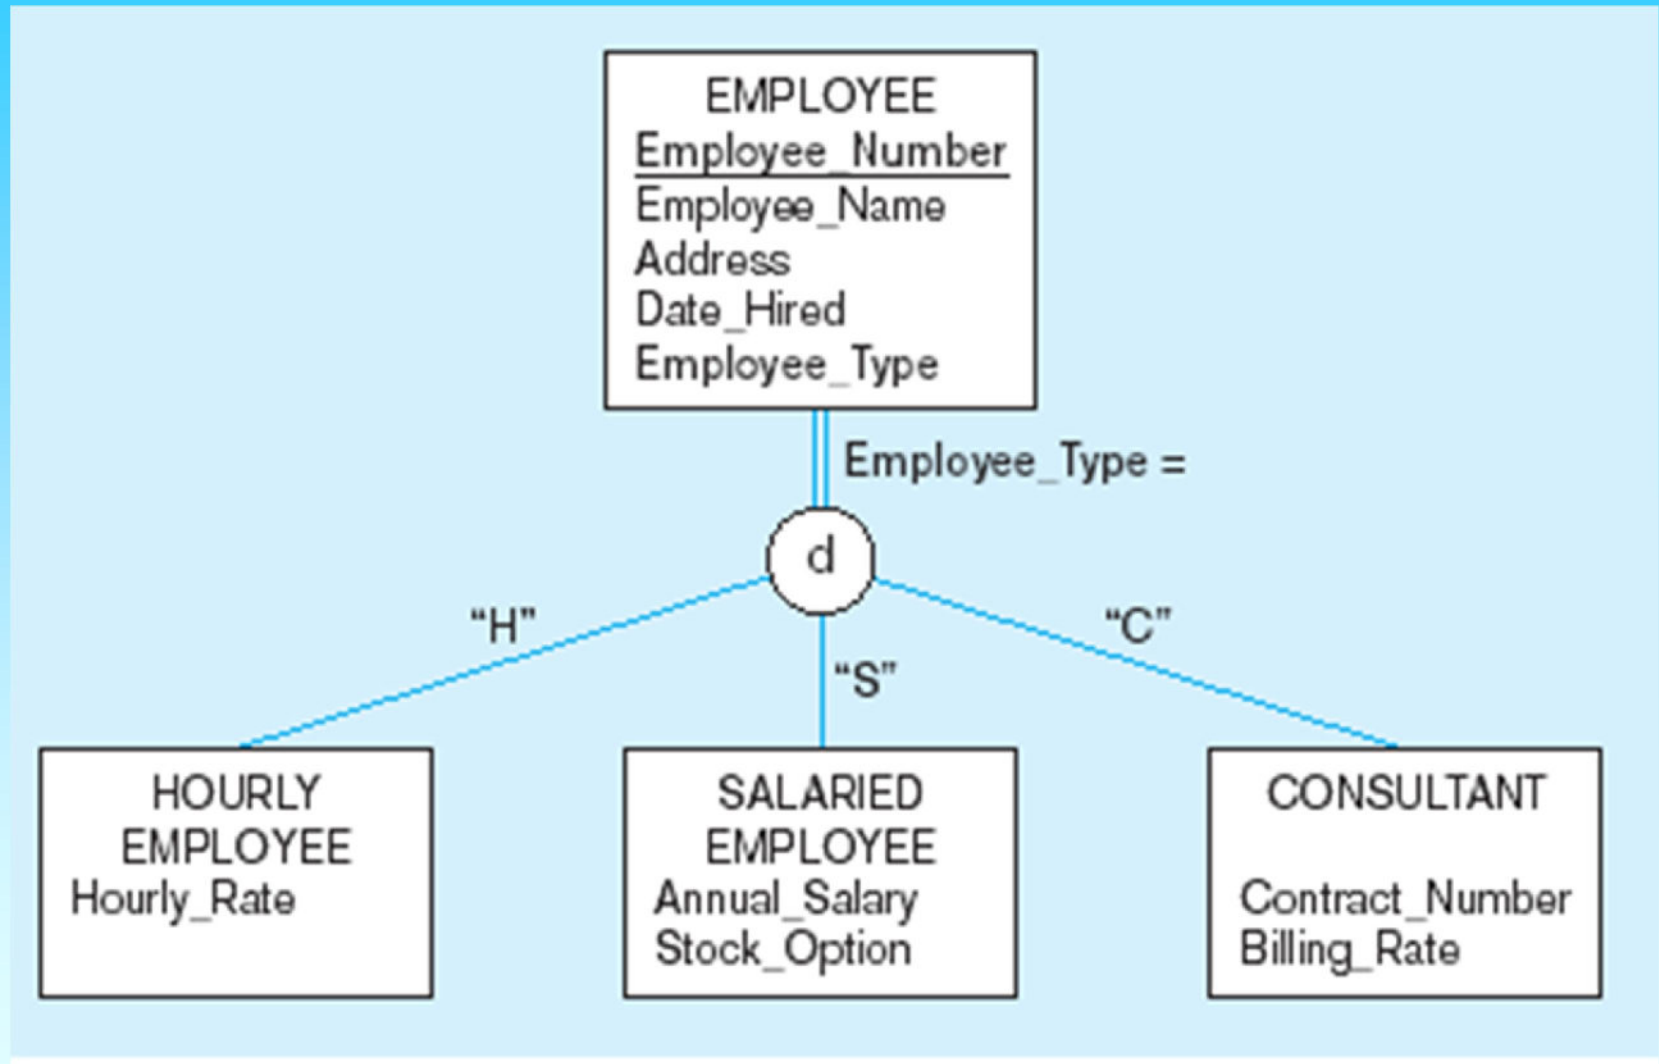 EMPLOYEE
Employee_Number
Employee_Name
Address
Date_Hired
Employee_Type
Employee_Type =
d
“H”
“S”
“C”
HOURLY
EMPLOYEE
Hourly_Rate
SALARIED
EMPLOYEE
Annual_Salary
Stock_Option
CONSULTANT
Contract_Number
Billing_Rate